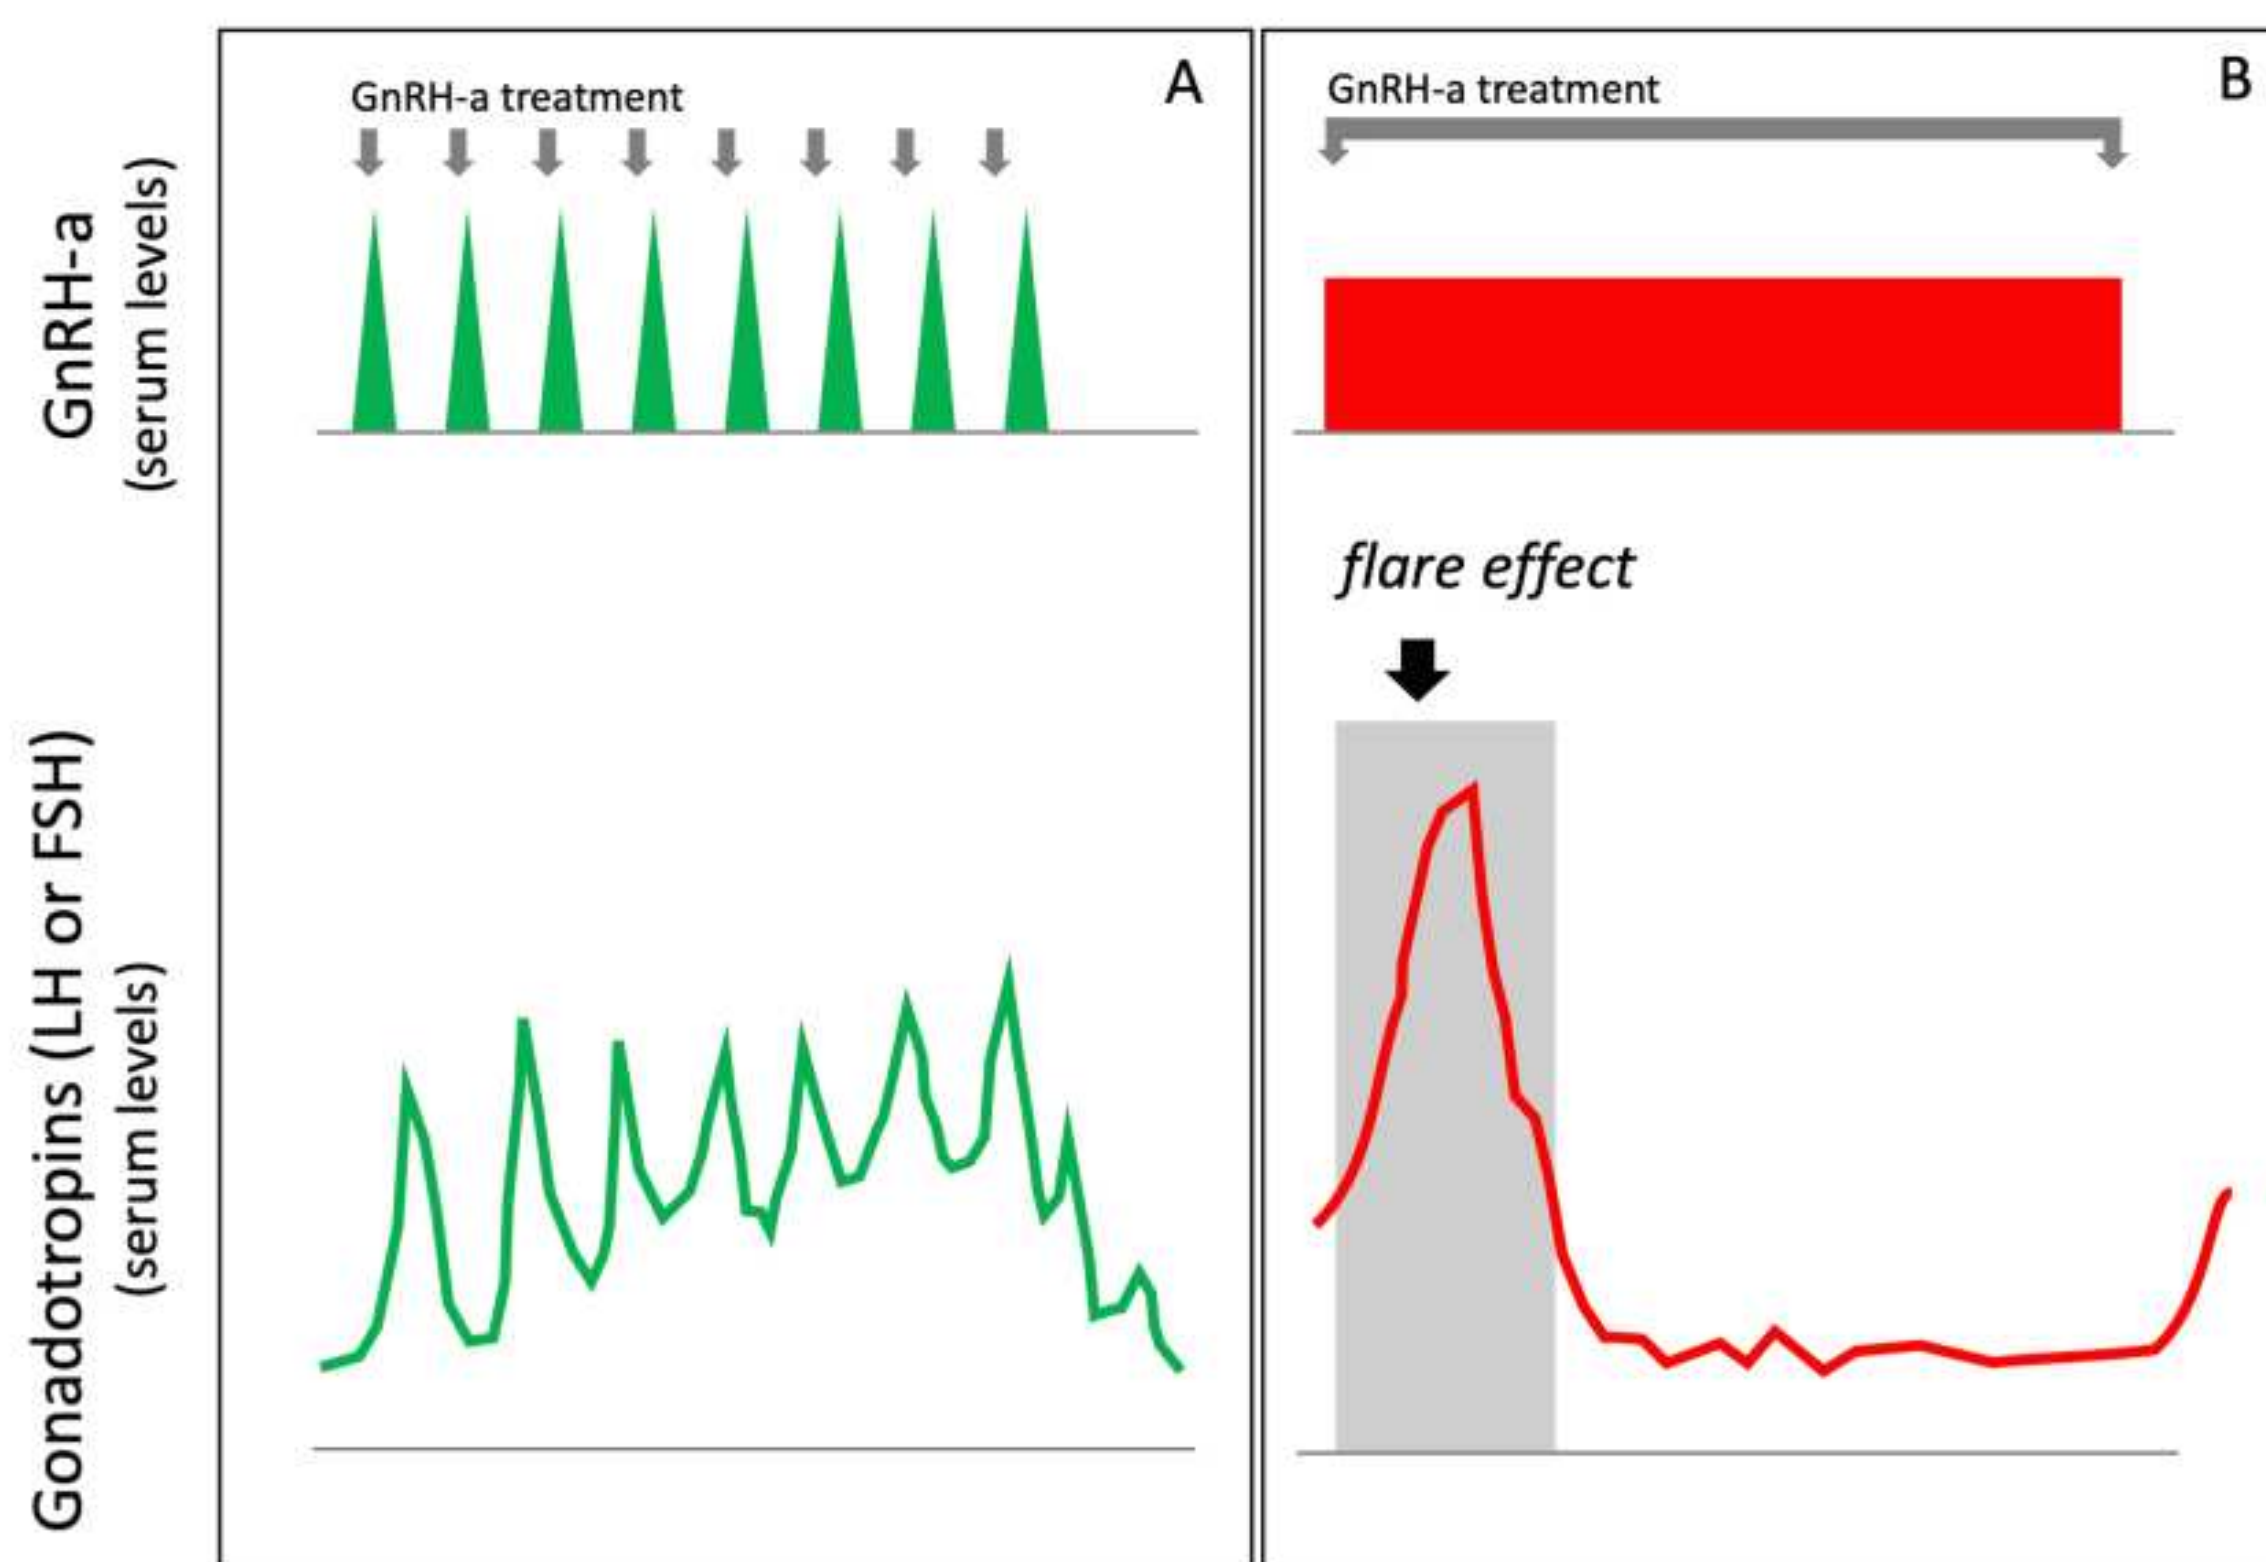 GnRH-a
(serum levels)
Gonadotropins (LH or FSH)
(serum levels)
GnRH-a treatment
A
GnRH-a treatment
B
flare effect